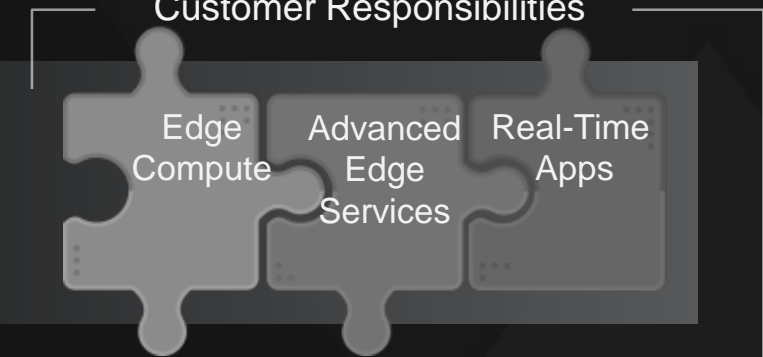 Customer Responsibilities
Edge
Compute
Advanced
Edge
Services
Real-Time
Apps